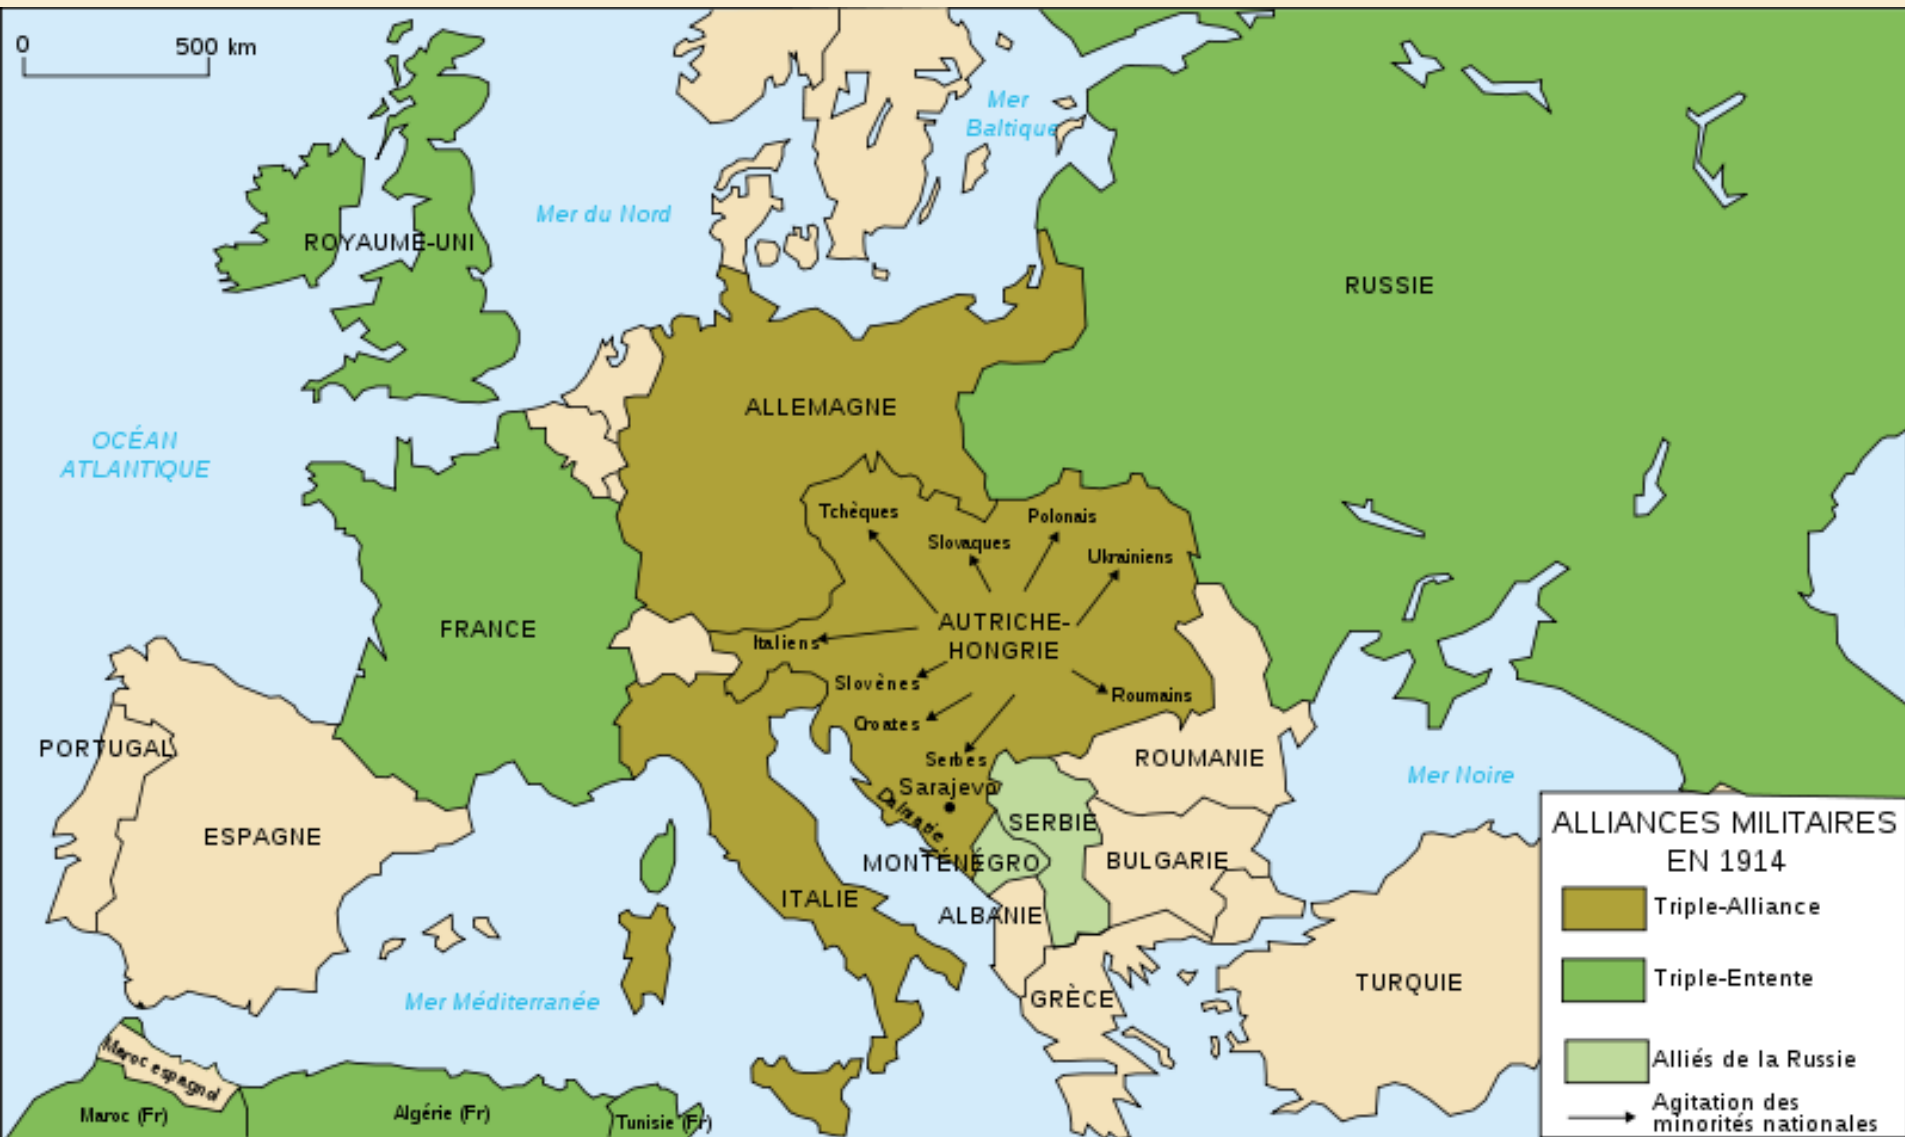 0 500 km
Mer
Baltique
Mer du Nord
ROYAUME-UNI
RUSSIE
ALLEMAGNE
OCÉAN
ATLANTIQUE
Tchèques
Polonais
Slovaques
Ukrainiens
FRANCE
AUTRICHE-
HONGRIE
Italiens
Slovènes
Roumains
Croates
Serbes
Sarajevo
Dalmatie
PORTUGAL
ESPAGNE
ROUMANIE
Mer Noire
SERBIE
MONTÉNÉGRO
BULGARIE
ITALIE
ALBANIE
GRÈCE
TURQUIE
Mer Méditerranée
Maroc espagnol
Maroc (Fr)
Algérie (Fr)
Tunisie (Fr)
ALLIANCES MILITAIRES
EN 1914
Triple-Alliance
Triple-Entente
Alliés de la Russie
Agitation des
minorités nationales